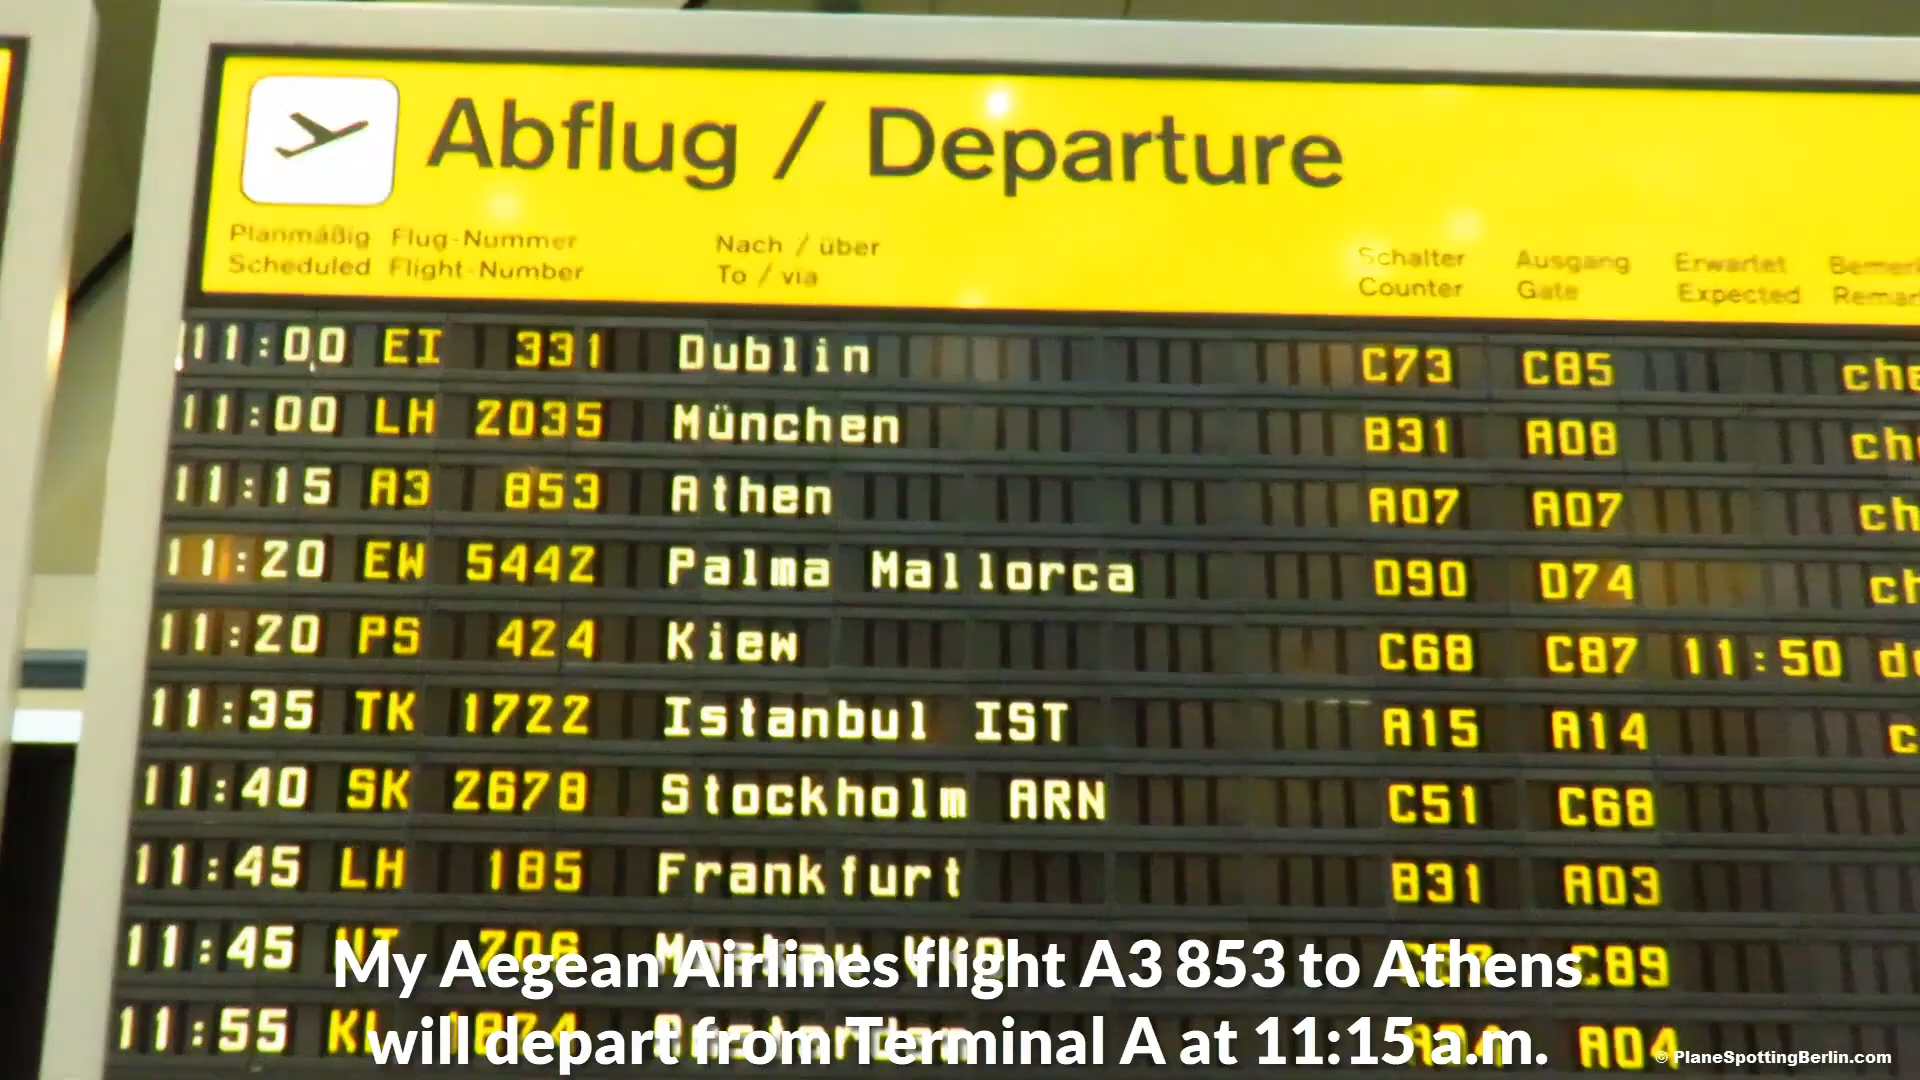 Abflug / Departure
Planmäßig Flug-Nummer Nach / über Schalter Ausgang Erwartet
Scheduled Flight-Number To / via Counter Gate Expected
11:00 EI 331 Dublin C73 C85
11:00 LH 2035 München B31 A08
11:15 A3 853 Athen A07 A07
11:20 EW 5442 Palma Mallorca D90 D74
11:20 PS 424 Kiew C68 C87 11:50
11:35 TK 1722 Istanbul IST A15 A14
11:40 SK 2678 Stockholm ARN C51 C68
11:45 LH 185 Frankfurt B31 A03
11:45 706 C89
11:55 KL A04
My Aegean Airlines flight A3 853 to Athens
will depart from Terminal A at 11:15 a.m.
© PlaneSpottingBerlin.com